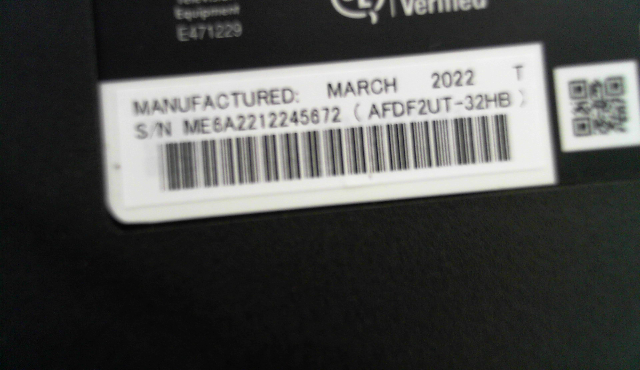 Equipment
E471229
Verified
MANUFACTURED: MARCH 2022 T
S/N ME6A2212245672 (AFDF2UT-32HB)